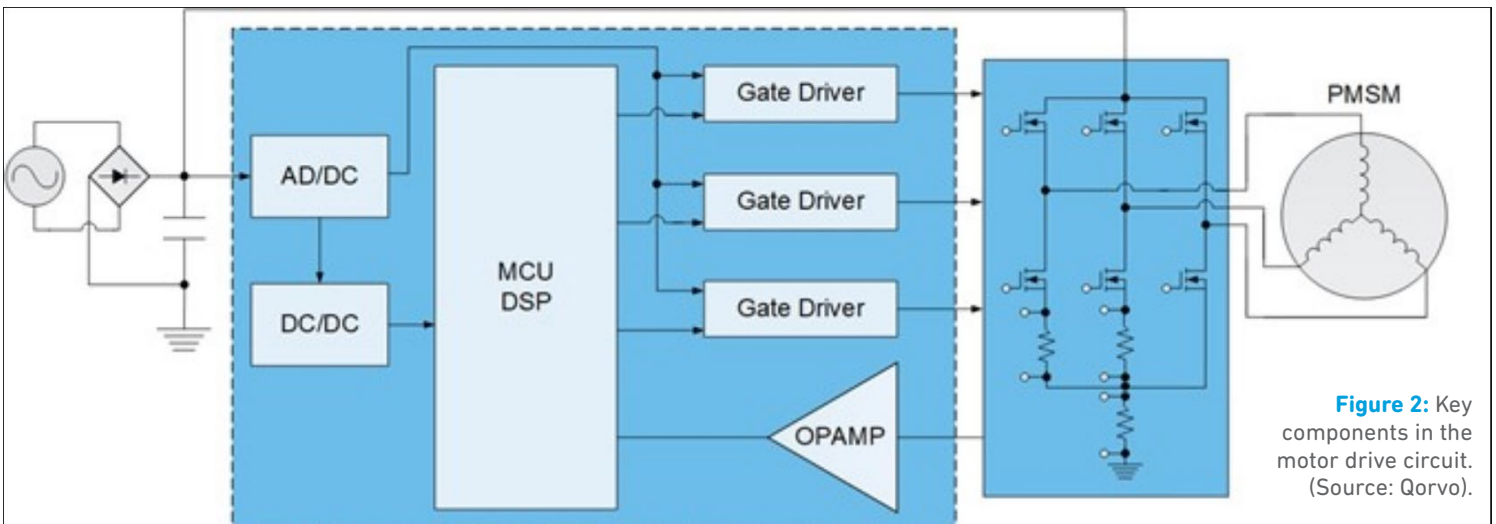 Gate Driver
PMSM
AD/DC
Gate Driver
MCU
DSP
DC/DC
Gate Driver
OPAMP
Figure 2: Key
components in the
motor drive circuit.
(Source: Qorvo).